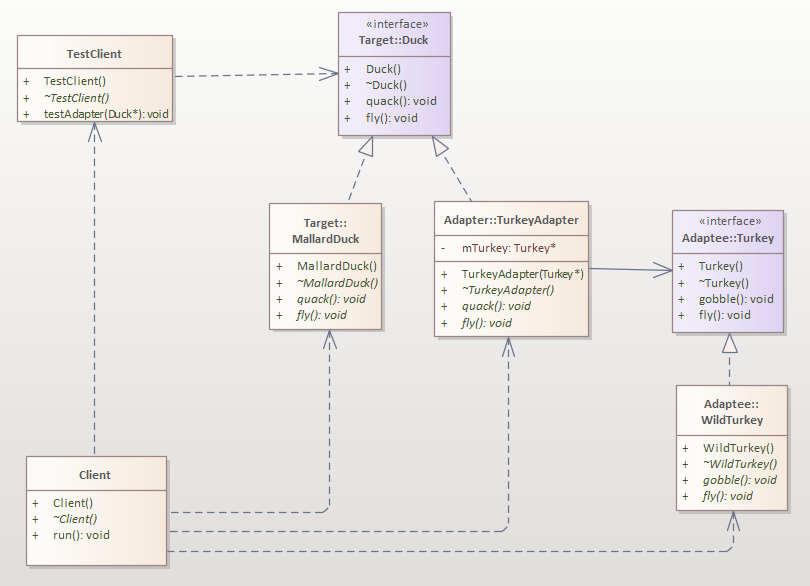 «interface»
Target::Duck
+ Duck()
+ ~Duck()
+ quack(): void
+ fly(): void
TestClient
+ TestClient()
+ ~TestClient()
+ testAdapter(Duck*): void
Target::
MallardDuck
+ MallardDuck()
+ ~MallardDuck()
+ quack(): void
+ fly(): void
Adapter::TurkeyAdapter
- mTurkey: Turkey*
+ TurkeyAdapter(Turkey*)
+ ~TurkeyAdapter()
+ quack(): void
+ fly(): void
«interface»
Adaptee::Turkey
+ Turkey()
+ ~Turkey()
+ gobble(): void
+ fly(): void
Adaptee::
WildTurkey
+ WildTurkey()
+ ~WildTurkey()
+ gobble(): void
+ fly(): void
Client
+ Client()
+ ~Client()
+ run(): void